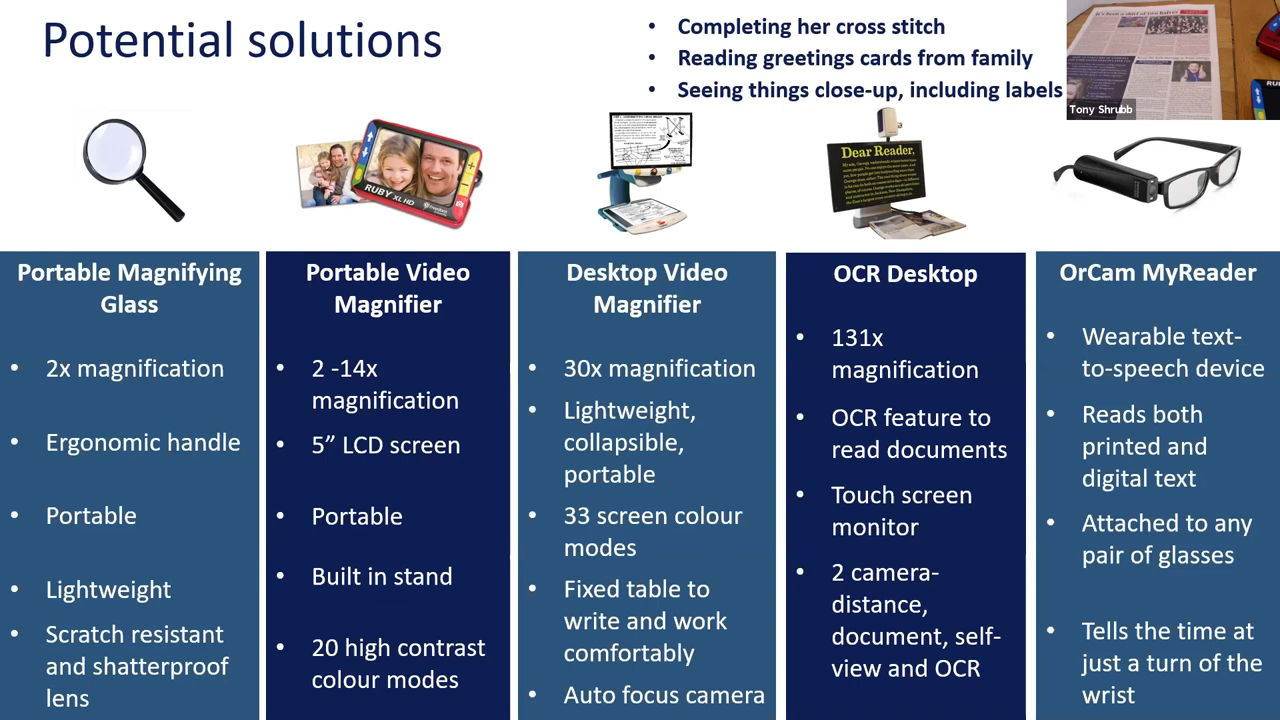 Potential solutions
• Completing her cross stitch
• Reading greetings cards from family
• Seeing things close-up, including labels
Tony Shrubb
RUBY XL HD
Dear Reader,
Portable Magnifying
Glass
• 2x magnification
• Ergonomic handle
• Portable
• Lightweight
• Scratch resistant
and shatterproof
lens
Portable Video
Magnifier
• 2 -14x
magnification
• 5” LCD screen
• Portable
• Built in stand
• 20 high contrast
colour modes
Desktop Video
Magnifier
• 30x magnification
• Lightweight,
collapsible,
portable
• 33 screen colour
modes
• Fixed table to
write and work
comfortably
• Auto focus camera
OCR Desktop
• 131x
magnification
• OCR feature to
read documents
• Touch screen
monitor
• 2 camera-
distance,
document, self-
view and OCR
OrCam MyReader
• Wearable text-
to-speech device
• Reads both
printed and
digital text
• Attached to any
pair of glasses
• Tells the time at
just a turn of the
wrist